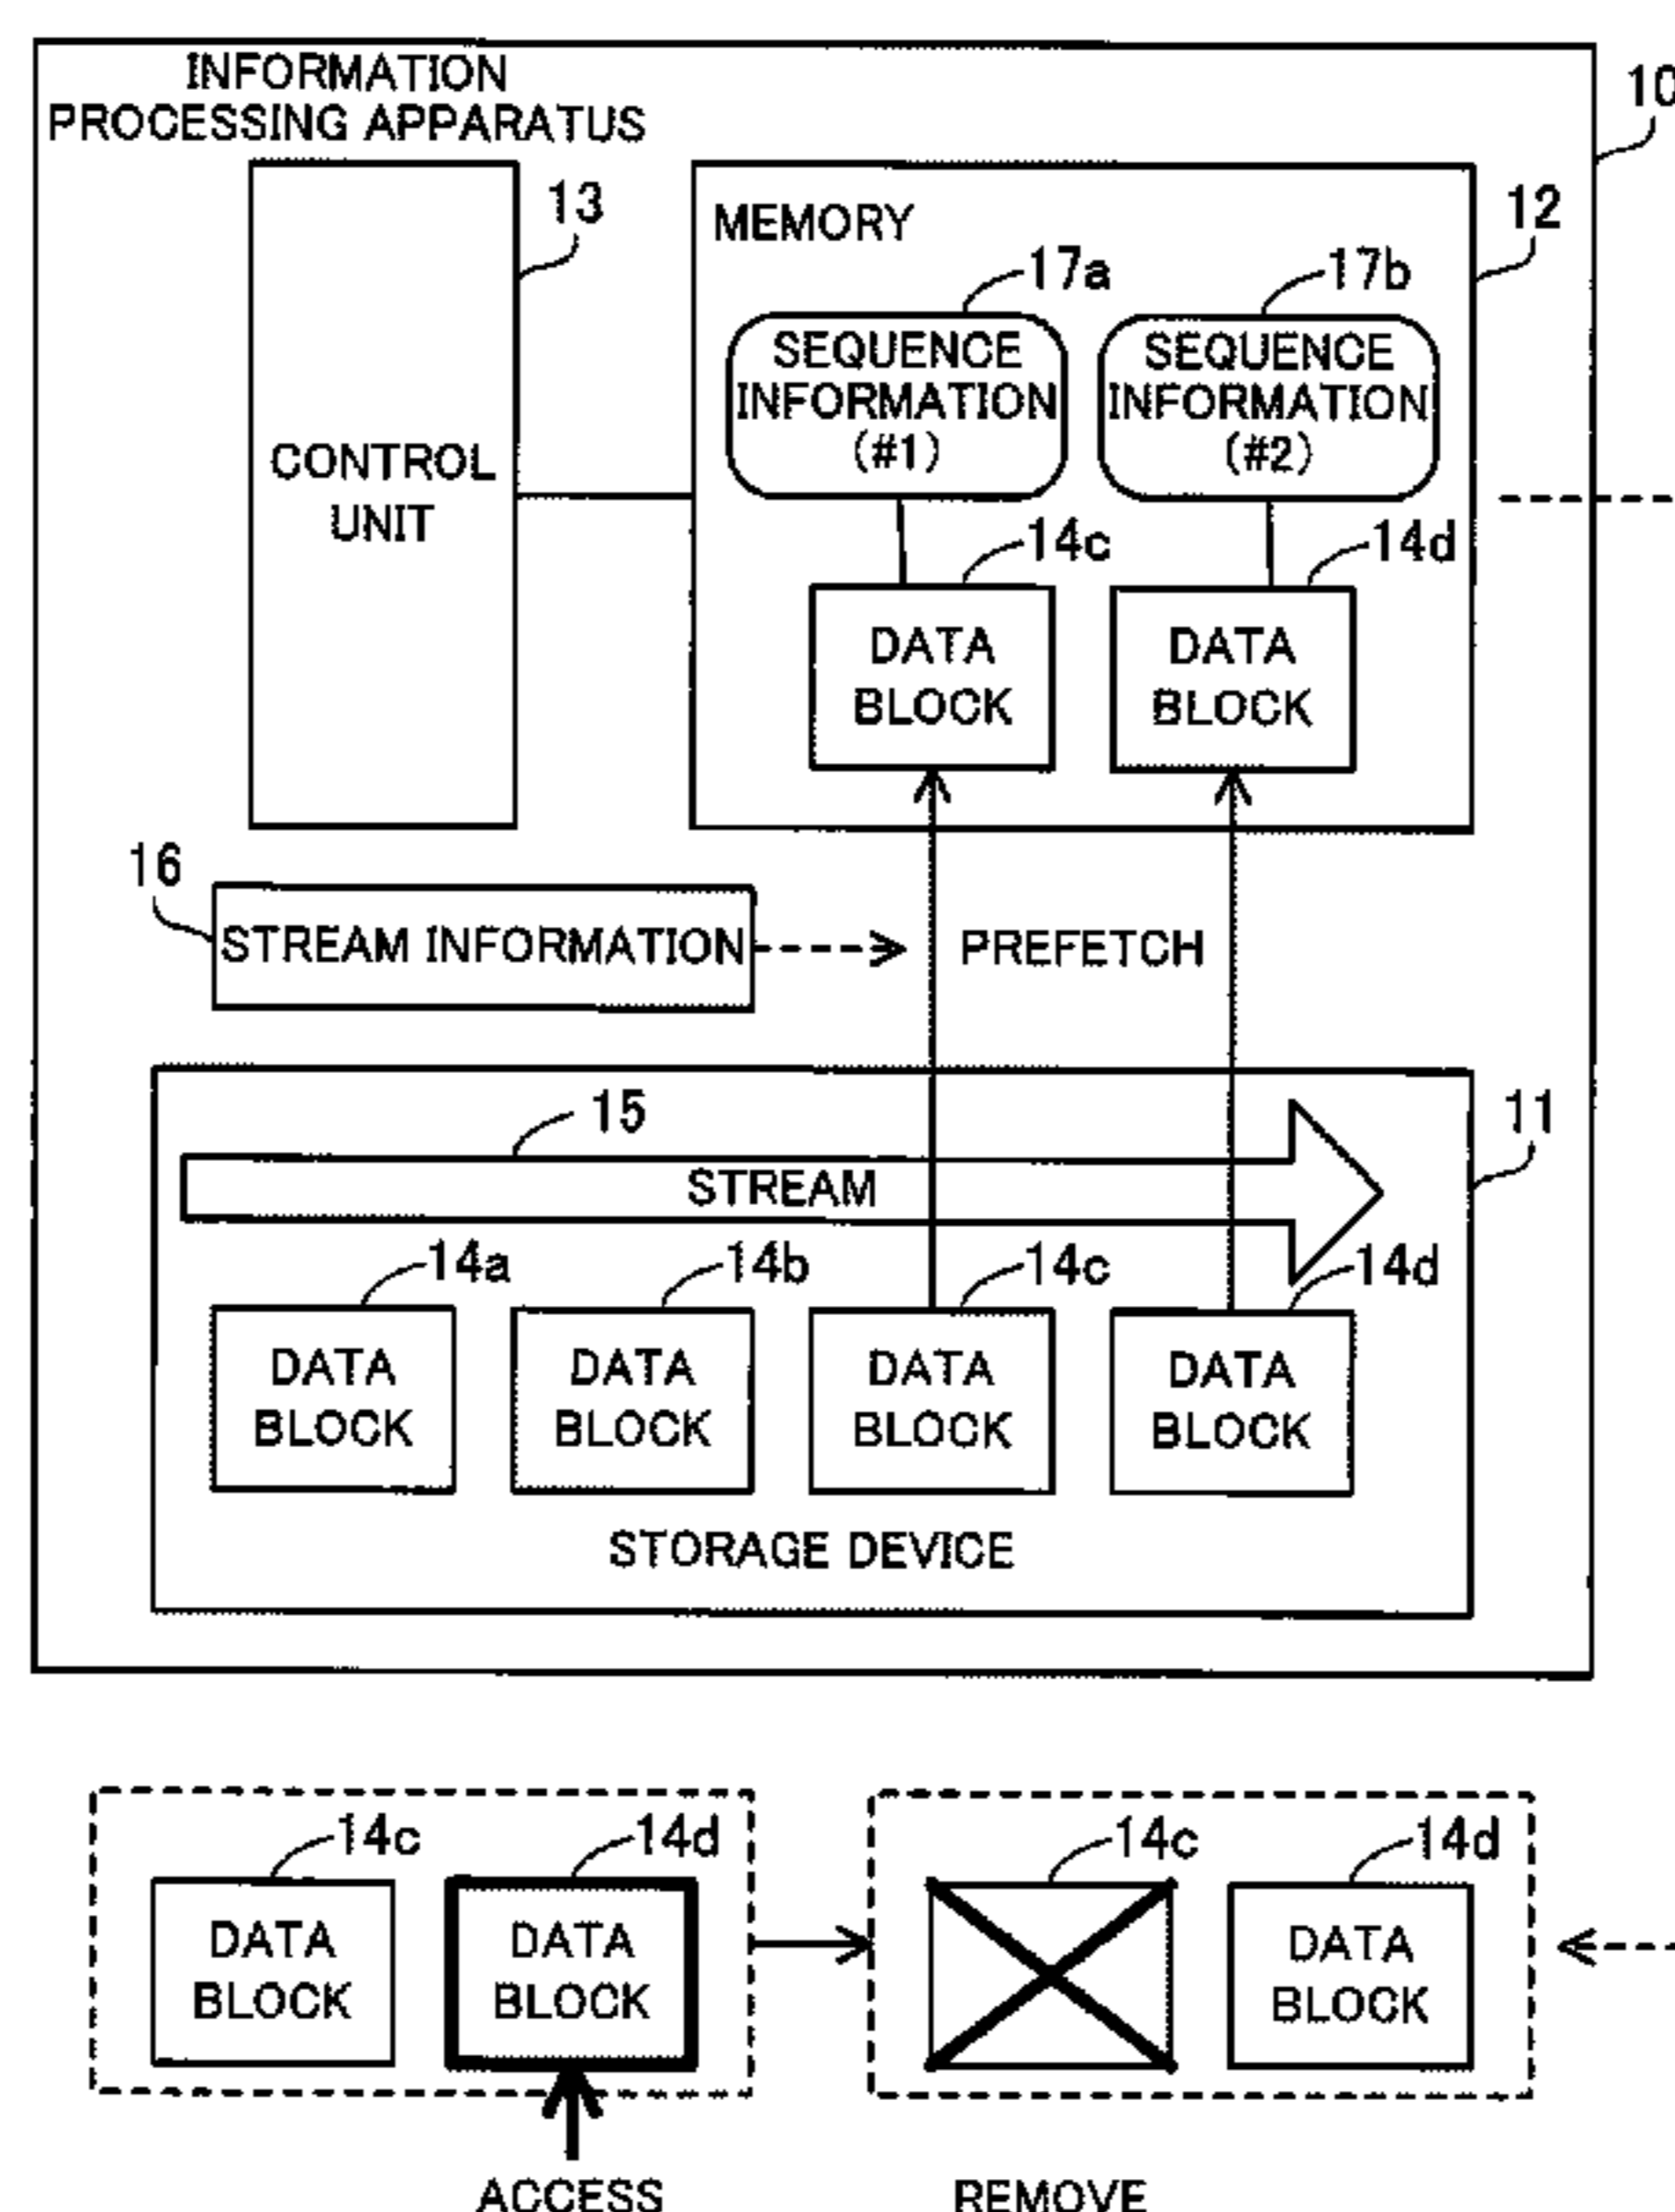 INFORMATION
PROCESSING APPARATUS
10
13
MEMORY
12
17a
17b
SEQUENCE
INFORMATION
(#1)
SEQUENCE
INFORMATION
(#2)
CONTROL
UNIT
14c
14d
DATA
BLOCK
DATA
BLOCK
16
STREAM INFORMATION
PREFETCH
15
11
STREAM
14a
14b
14c
14d
DATA
BLOCK
DATA
BLOCK
DATA
BLOCK
DATA
BLOCK
STORAGE DEVICE
14c
14d
14c
14d
DATA
BLOCK
DATA
BLOCK
DATA
BLOCK
ACCESS
REMOVE